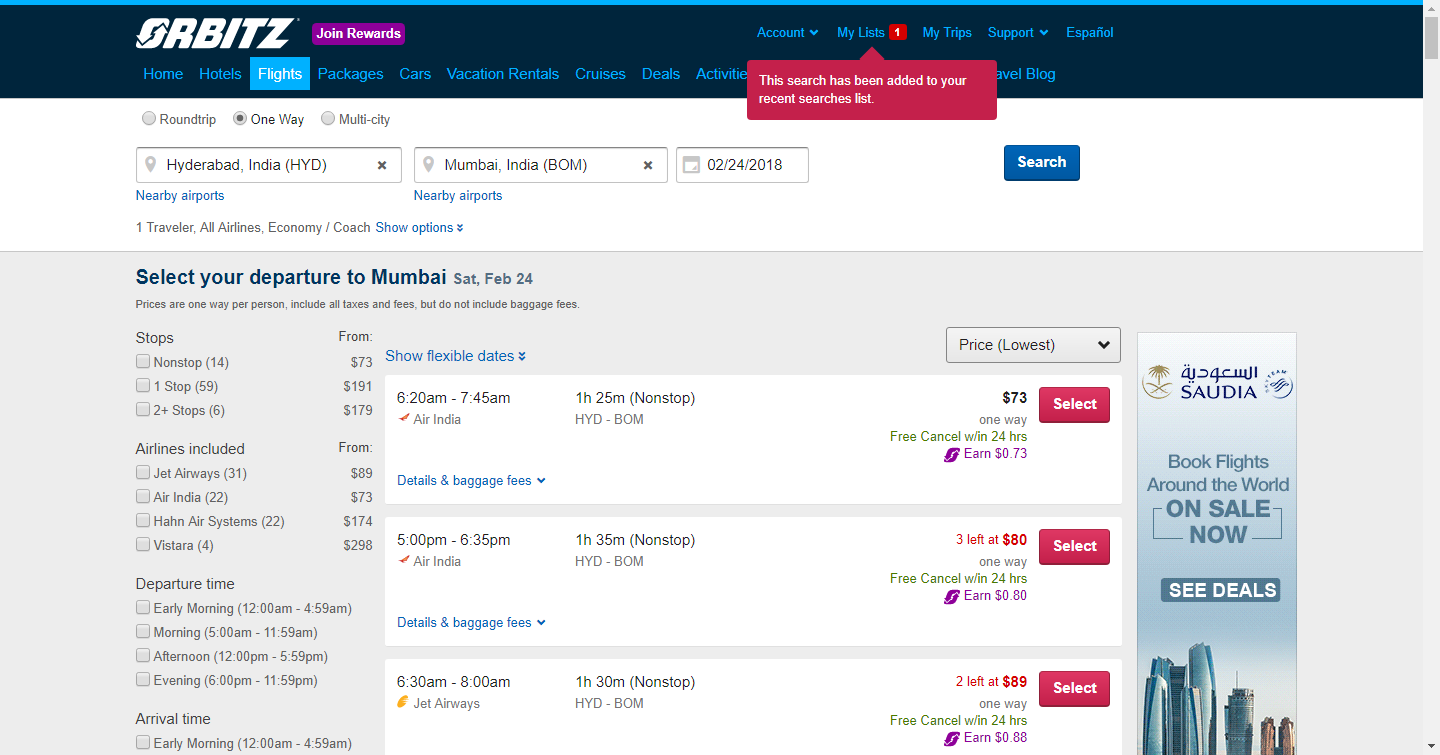 ORBITZ
Join Rewards
Account
My Lists 1
My Trips
Support
Español
Home
Hotels
Flights
Packages
Cars
Vacation Rentals
Cruises
Deals
Activitie
avel Blog
This search has been added to your
recent searches list.
Roundtrip
One Way
Multi-city
Hyderabad, India (HYD)
Mumbai, India (BOM)
02/24/2018
Search
Nearby airports
Nearby airports
1 Traveler, All Airlines, Economy / Coach Show options
Select your departure to Mumbai Sat, Feb 24
Prices are one way per person, include all taxes and fees, but do not include baggage fees.
Stops From:
Nonstop (14) $73
1 Stop (59) $191
2+ Stops (6) $179
Airlines included From:
Jet Airways (31) $89
Air India (22) $73
Hahn Air Systems (22) $174
Vistara (4) $298
Departure time
Early Morning (12:00am - 4:59am)
Morning (5:00am - 11:59am)
Afternoon (12:00pm - 5:59pm)
Evening (6:00pm - 11:59pm)
Arrival time
Early Morning (12:00am - 4:59am)
Show flexible dates
Price (Lowest)
6:20am - 7:45am 1h 25m (Nonstop) $73 Select
Air India HYD - BOM one way
Free Cancel w/in 24 hrs
Earn $0.73
Details & baggage fees
5:00pm - 6:35pm 1h 35m (Nonstop) 3 left at $80 Select
Air India HYD - BOM one way
Free Cancel w/in 24 hrs
Earn $0.80
Details & baggage fees
6:30am - 8:00am 1h 30m (Nonstop) 2 left at $89 Select
Jet Airways HYD - BOM one way
Free Cancel w/in 24 hrs
Earn $0.88
السعودية
SAUDIA
SKYTEAM
Book Flights
Around the World
ON SALE
NOW
SEE DEALS